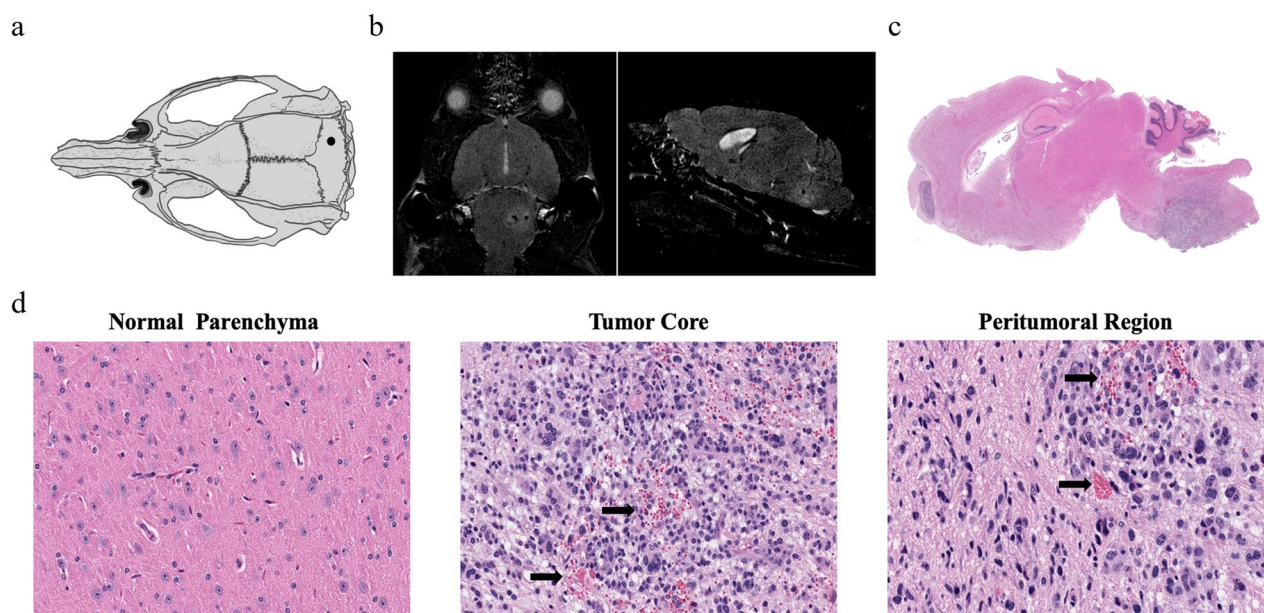 a
b
c
d
Normal Parenchyma
Tumor Core
Peritumoral Region